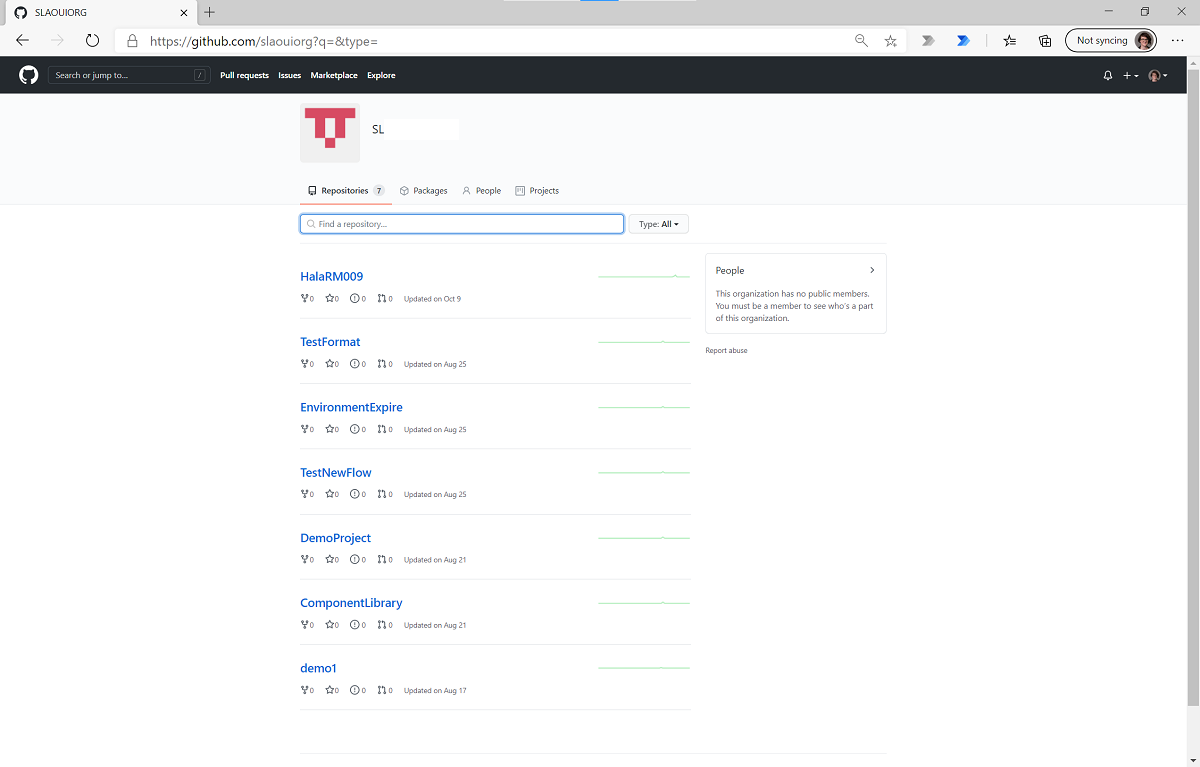 SLAOUIORG
https://github.com/slaouiorg?q=&type=
Not syncing
Search or jump to...
/
Pull requests Issues Marketplace Explore
SL
Repositories 7 Packages People Projects
Find a repository...
Type: All
HalaRM009
0 0 0 0 Updated on Oct 9
TestFormat
0 0 0 0 Updated on Aug 25
EnvironmentExpire
0 0 0 0 Updated on Aug 25
TestNewFlow
0 0 0 0 Updated on Aug 25
DemoProject
0 0 0 0 Updated on Aug 21
ComponentLibrary
0 0 0 0 Updated on Aug 21
demo1
0 0 0 0 Updated on Aug 17
People
This organization has no public members.
You must be a member to see who's a part
of this organization.
Report abuse